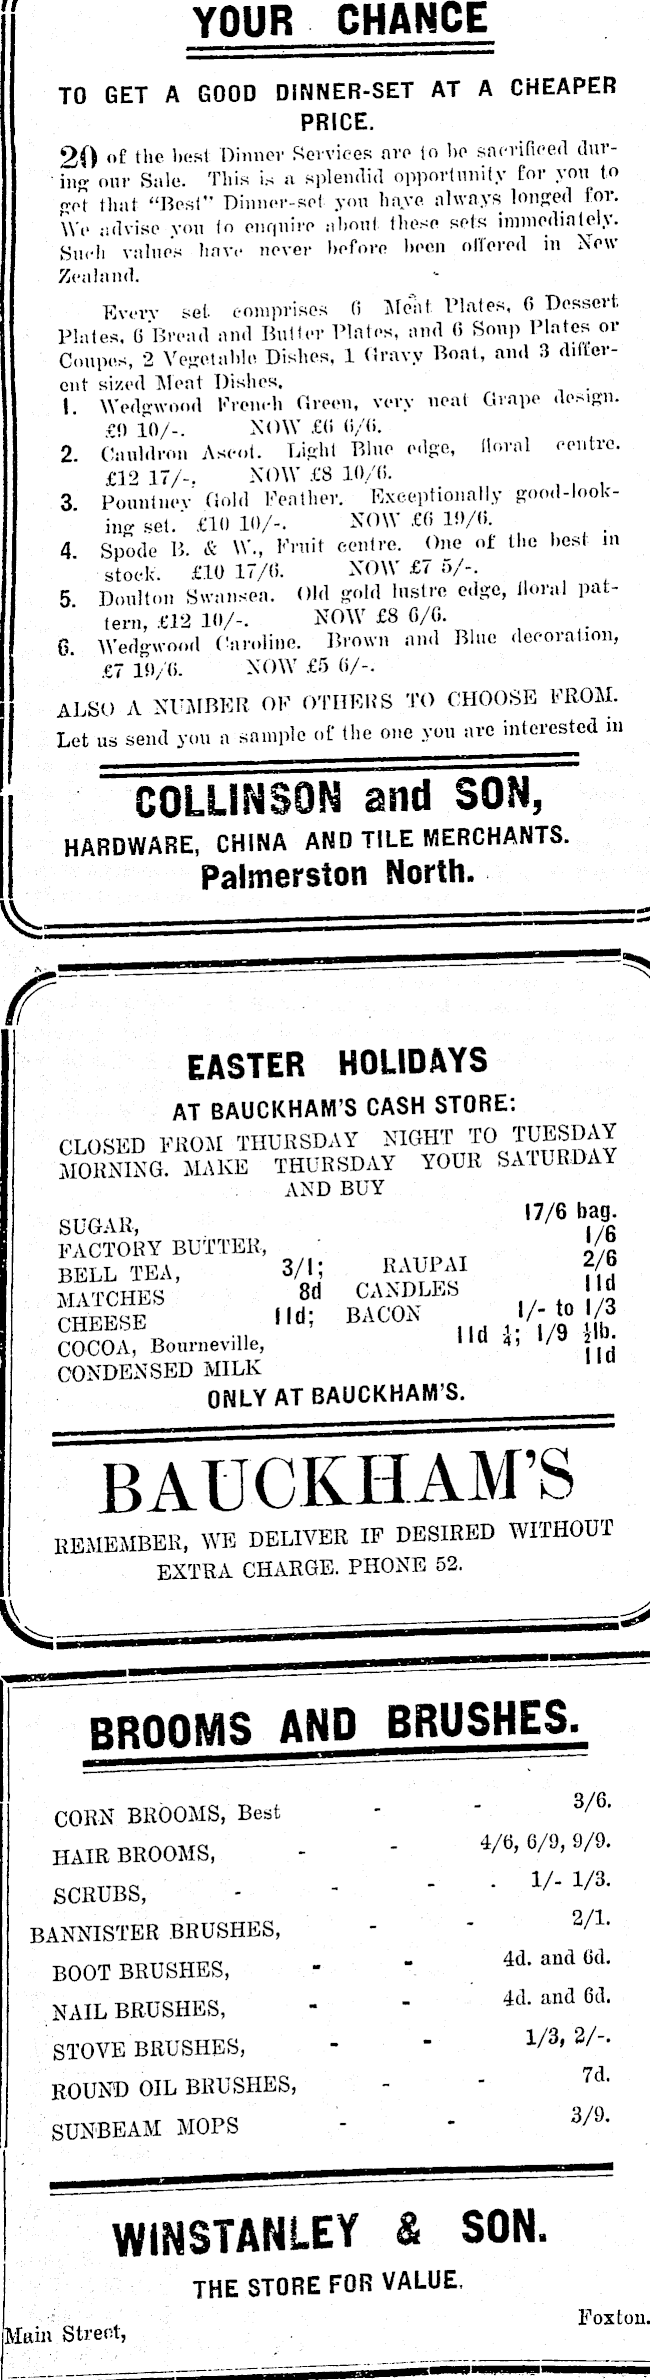 YOUR CHANCE
TO GET A GOOD DINNER-SET AT A CHEAPER
PRICE.
20 of the best Dinner Services are to be sacrificed dur-
ing our Sale. This is a splendid opportunity for you to
get that “Best” Dinner-set you have always longed for.
We advise you to enquire about these sets immediately.
Such values have never before been offered in New
Zealand.
Every set comprises 6 Meat Plates, 6 Dessert
Plates, 6 Bread and Butter Plates, and 6 Soup Plates or
Coupes, 2 Vegetable Dishes, 1 Gravy Boat, and 3 differ-
ent sized Meat Dishes.
1. Wedgwood French Green, very neat Grape design.
£9 10/-. NOW £6 6/6.
2. Cauldron Ascot. Light Blue edge, floral centre.
£12 17/-. NOW £8 10/6.
3. Pountney Gold Feather. Exceptionally good-look-
ing set. £10 10/-. NOW £6 19/6.
4. Spode B. & W., Fruit centre. One of the best in
stock. £10 17/6. NOW £7 5/-.
5. Doulton Swansea. Old gold lustre edge, floral pat-
tern, £12 10/-. NOW £8 6/6.
6. Wedgwood Caroline. Brown and Blue decoration,
£7 19/6. NOW £5 6/-.
ALSO A NUMBER OF OTHERS TO CHOOSE FROM.
Let us send you a sample of the one you are interested in
COLLINSON and SON,
HARDWARE, CHINA AND TILE MERCHANTS.
Palmerston North.
EASTER HOLIDAYS
AT BAUCKHAM'S CASH STORE:
CLOSED FROM THURSDAY NIGHT TO TUESDAY
MORNING. MAKE THURSDAY YOUR SATURDAY
AND BUY
SUGAR, 17/6 bag.
FACTORY BUTTER, 1/6
BELL TEA, 3/1; RAUPAI 2/6
MATCHES 8d CANDLES 11d
CHEESE 11d; BACON 1/- to 1/3
COCOA, Bourneville, 11d ¼; 1/9 ½lb.
CONDENSED MILK 11d
ONLY AT BAUCKHAM'S.
BAUCKHAM'S
REMEMBER, WE DELIVER IF DESIRED WITHOUT
EXTRA CHARGE. PHONE 52.
BROOMS AND BRUSHES.
CORN BROOMS, Best - - 3/6.
HAIR BROOMS, - - 4/6, 6/9, 9/9.
SCRUBS, - - - . 1/- 1/3.
BANNISTER BRUSHES, - - 2/1.
BOOT BRUSHES, - - 4d. and 6d.
NAIL BRUSHES, - - 4d. and 6d.
STOVE BRUSHES, - - 1/3, 2/-.
ROUND OIL BRUSHES, - - 7d.
SUNBEAM MOPS - - 3/9.
WINSTANLEY & SON.
THE STORE FOR VALUE.
Main Street, Foxton.